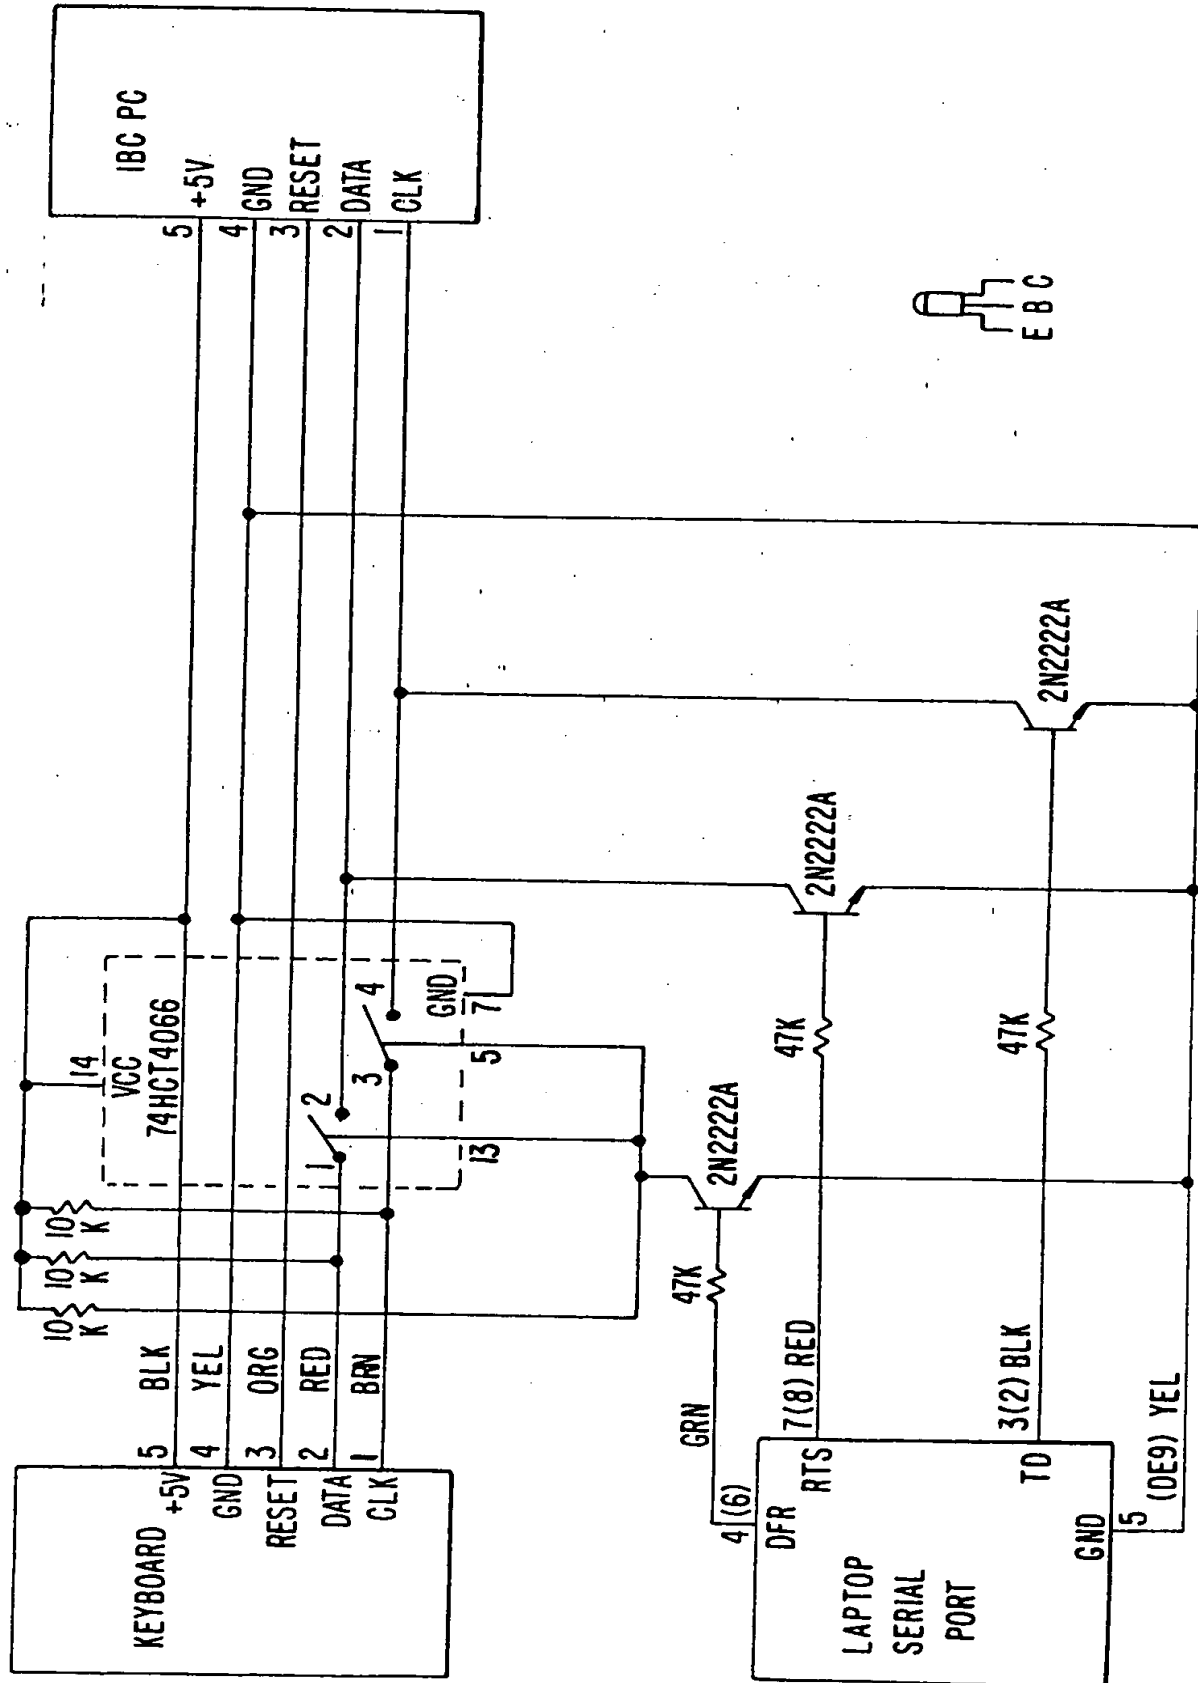 KEYBOARD
+5V
GND
RESET
DATA
CLK
5
4
3
2
1
BLK
YEL
ORG
RED
BRN
10
K
10
K
10
K
14
VCC
74HCT4066
1
2
3
4
GND
7
13
5
IBC PC
+5V
GND
RESET
DATA
CLK
5
4
3
2
1
LAPTOP
SERIAL
PORT
DFR
RTS
TD
GND
4 (6)
GRN
7(8) RED
3(2) BLK
5
(DE9) YEL
47K
47K
47K
2N2222A
2N2222A
2N2222A
E B C